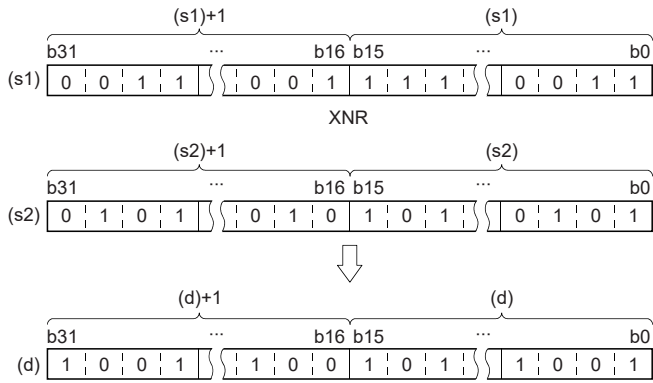 (s1)+1 (s1)
b31 ... b16 b15 ... b0
(s1) 0 0 1 1 0 0 1 1 1 1 0 0 1 1
XNR
(s2)+1 (s2)
b31 ... b16 b15 ... b0
(s2) 0 1 0 1 0 1 0 1 0 1 0 1 0 1
(d)+1 (d)
b31 ... b16 b15 ... b0
(d) 1 0 0 1 1 0 0 1 0 1 1 0 0 1